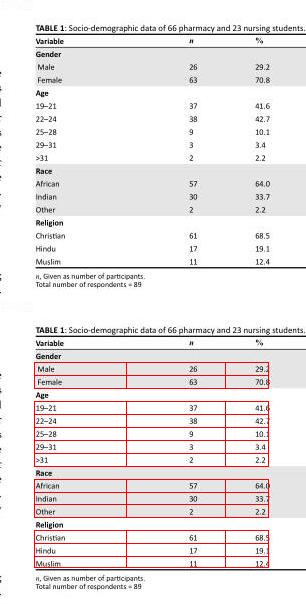 TABLE 1: Socio-demographic data of 66 pharmacy and 23 nursing students.
Variable n %
Gender
Male 26 29.2
Female 63 70.8
Age
19–21 37 41.6
22–24 38 42.7
25–28 9 10.1
29–31 3 3.4
>31 2 2.2
Race
African 57 64.0
Indian 30 33.7
Other 2 2.2
Religion
Christian 61 68.5
Hindu 17 19.1
Muslim 11 12.4
n, Given as number of participants.
Total number of respondents = 89
TABLE 1: Socio-demographic data of 66 pharmacy and 23 nursing students.
Variable n %
Gender
Male 26 29.2
Female 63 70.8
Age
19–21 37 41.6
22–24 38 42.7
25–28 9 10.1
29–31 3 3.4
>31 2 2.2
Race
African 57 64.0
Indian 30 33.7
Other 2 2.2
Religion
Christian 61 68.5
Hindu 17 19.1
Muslim 11 12.4
n, Given as number of participants.
Total number of respondents = 89